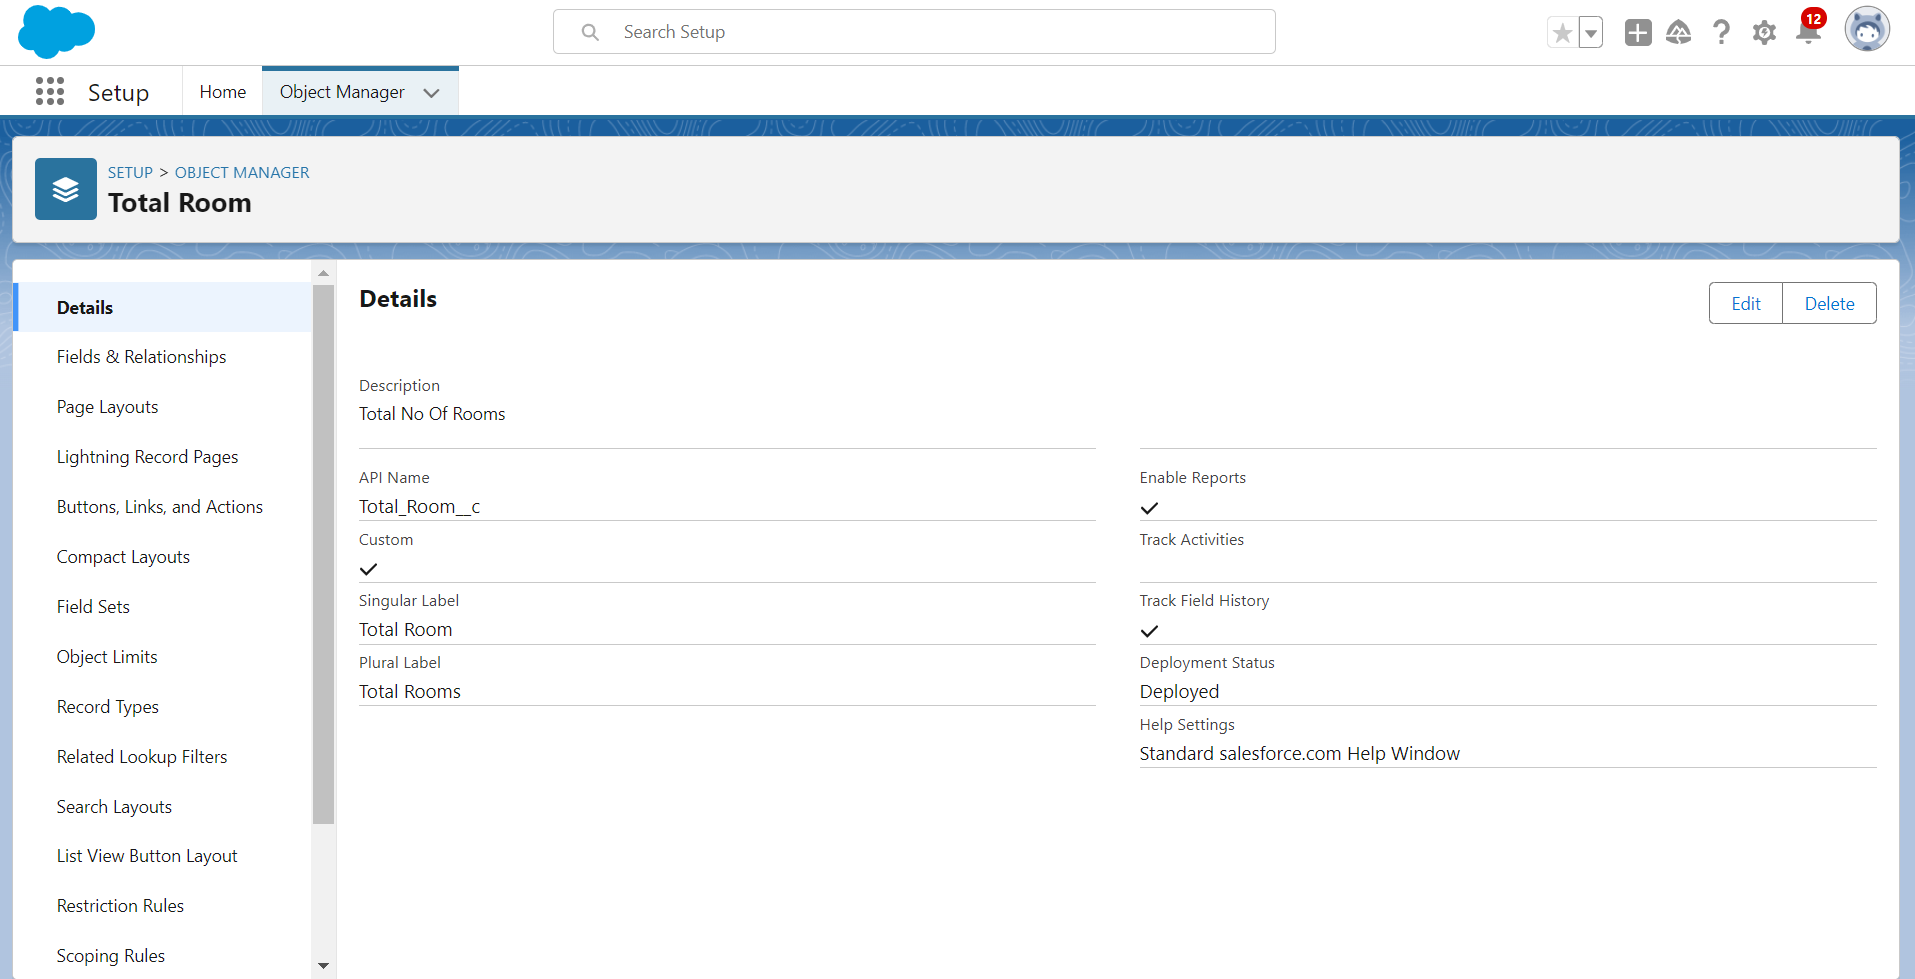 Search Setup
12
Setup
Home
Object Manager
SETUP > OBJECT MANAGER
Total Room
Details
Fields & Relationships
Page Layouts
Lightning Record Pages
Buttons, Links, and Actions
Compact Layouts
Field Sets
Object Limits
Record Types
Related Lookup Filters
Search Layouts
List View Button Layout
Restriction Rules
Scoping Rules
Details
Edit
Delete
Description
Total No Of Rooms
API Name
Total_Room__c
Custom
Singular Label
Total Room
Plural Label
Total Rooms
Enable Reports
Track Activities
Track Field History
Deployment Status
Deployed
Help Settings
Standard salesforce.com Help Window